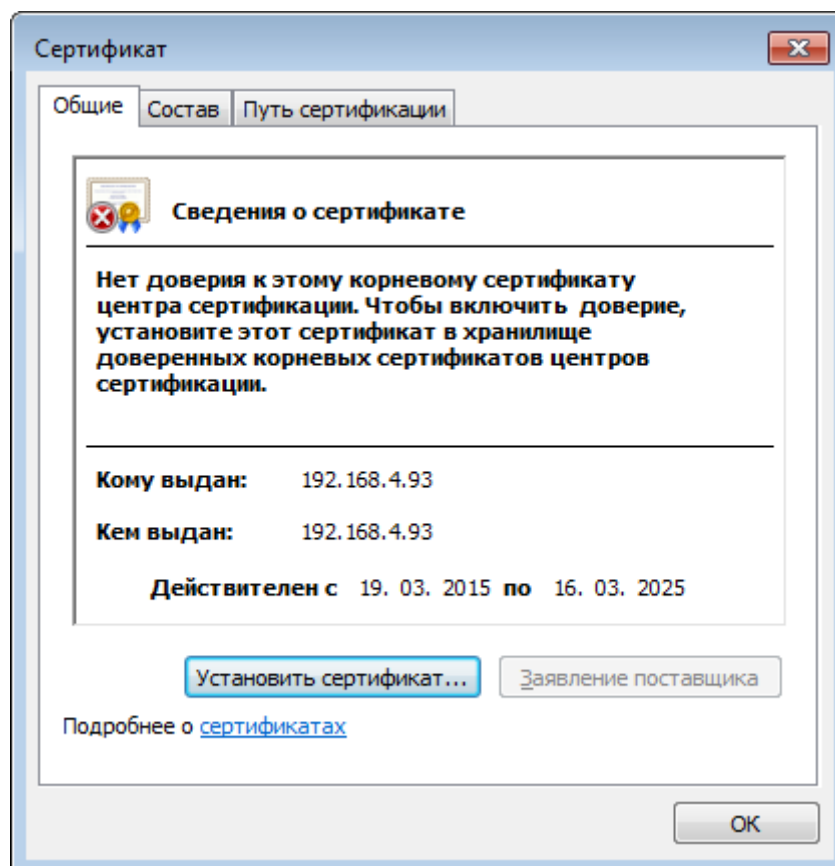 Сертификат
Общие Состав Путь сертификации
Сведения о сертификате
Нет доверия к этому корневому сертификату
центра сертификации. Чтобы включить доверие,
установите этот сертификат в хранилище
доверенных корневых сертификатов центров
сертификации.
Кому выдан: 192.168.4.93
Кем выдан: 192.168.4.93
Действителен с 19. 03. 2015 по 16. 03. 2025
Установить сертификат... Заявление поставщика
Подробнее о сертификатах
ОК